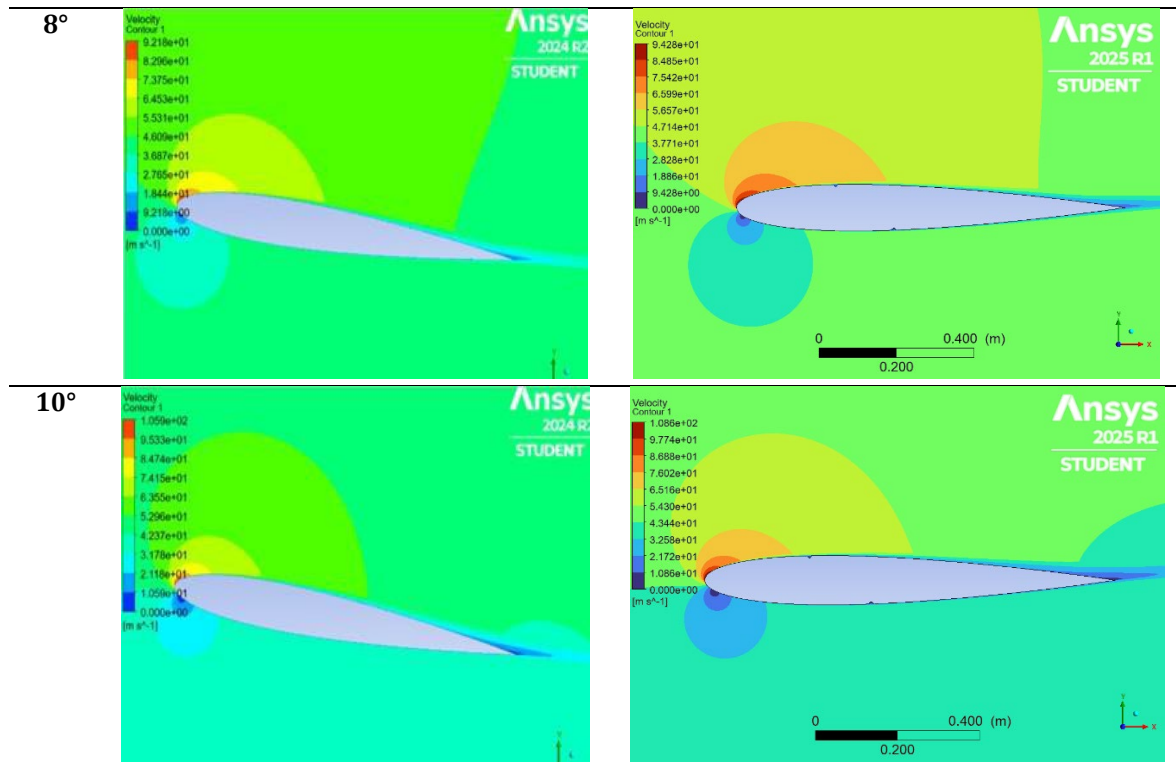 8°
Velocity
Contour 1
9.218e+01
8.296e+01
7.375e+01
6.453e+01
5.531e+01
4.609e+01
3.687e+01
2.765e+01
1.844e+01
9.218e+00
0.000e+00
[m s^-1]
Ansys
2024 R2
STUDENT
Velocity
Contour 1
9.428e+01
8.485e+01
7.542e+01
6.599e+01
5.657e+01
4.714e+01
3.771e+01
2.828e+01
1.886e+01
9.428e+00
0.000e+00
[m s^-1]
Ansys
2025 R1
STUDENT
0 0.400 (m)
0.200
Y
X
10°
Velocity
Contour 1
1.059e+02
9.533e+01
8.474e+01
7.415e+01
6.355e+01
5.296e+01
4.237e+01
3.178e+01
2.118e+01
1.059e+01
0.000e+00
[m s^-1]
Ansys
2024 R2
STUDENT
Velocity
Contour 1
1.086e+02
9.774e+01
8.688e+01
7.602e+01
6.516e+01
5.430e+01
4.344e+01
3.258e+01
2.172e+01
1.086e+01
0.000e+00
[m s^-1]
Ansys
2025 R1
STUDENT
0 0.400 (m)
0.200
Y
X